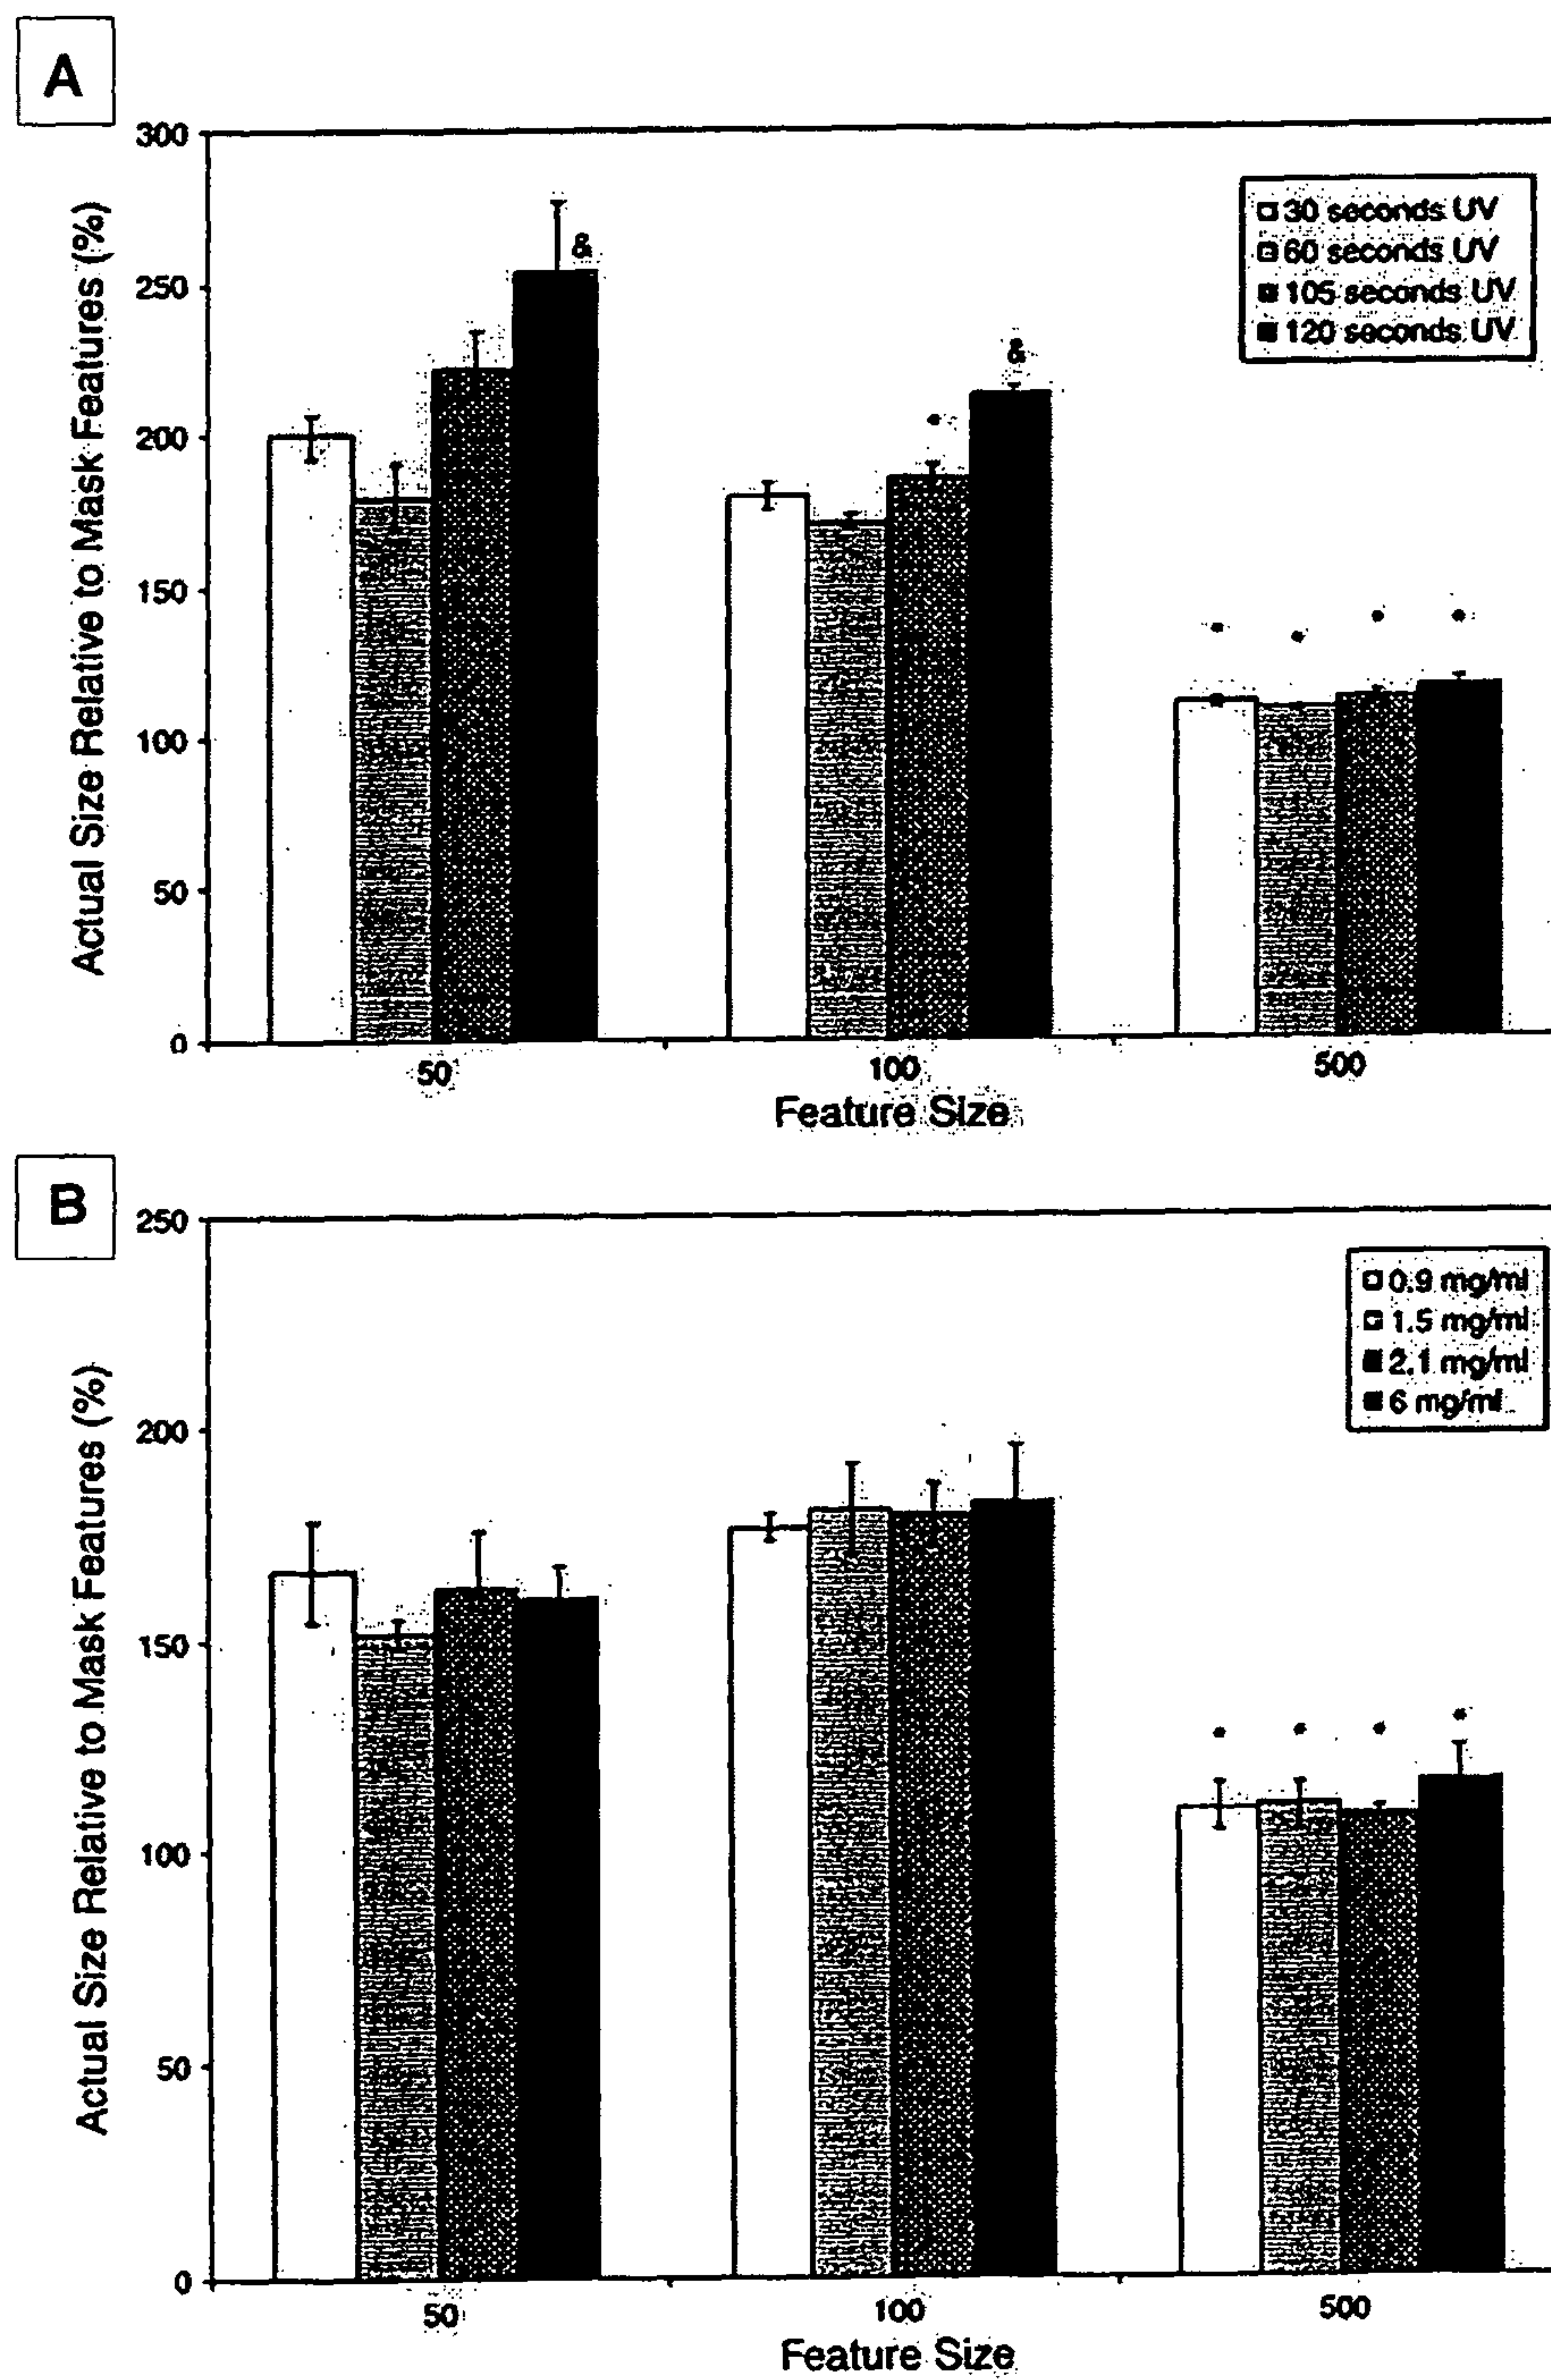 A
300
250
200
150
100
50
0
Actual Size Relative to Mask Features (%)
30 seconds UV
60 seconds UV
105 seconds UV
120 seconds UV
&
&
50
100
500
Feature Size
B
250
200
150
100
50
0
Actual Size Relative to Mask Features (%)
0.9 mg/ml
1.5 mg/ml
2.1 mg/ml
6 mg/ml
50
100
500
Feature Size